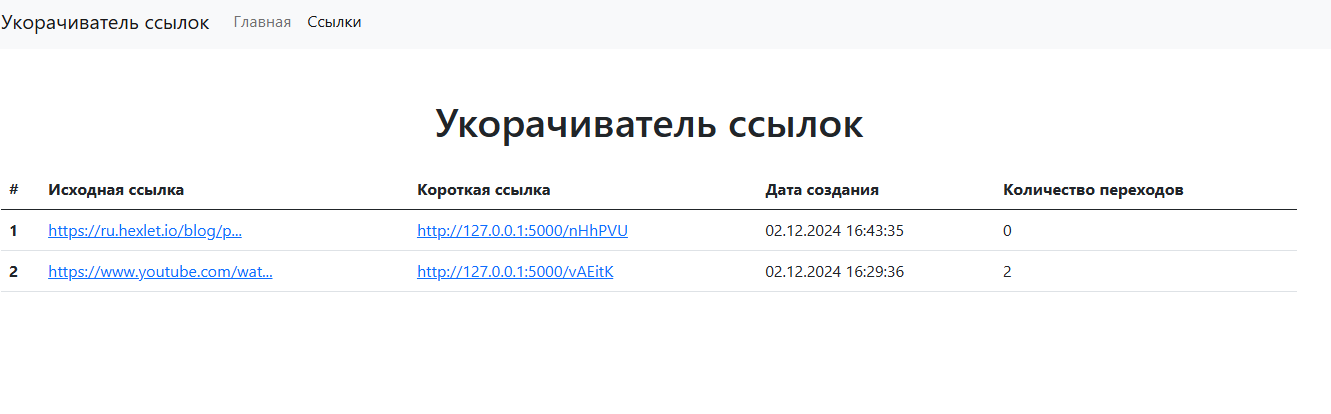 Укорачиватель ссылок Главная Ссылки
Укорачиватель ссылок
# Исходная ссылка Короткая ссылка Дата создания Количество переходов
1 https://ru.hexlet.io/blog/p... http://127.0.0.1:5000/nHhPVU 02.12.2024 16:43:35 0
2 https://www.youtube.com/wat... http://127.0.0.1:5000/vAEitK 02.12.2024 16:29:36 2